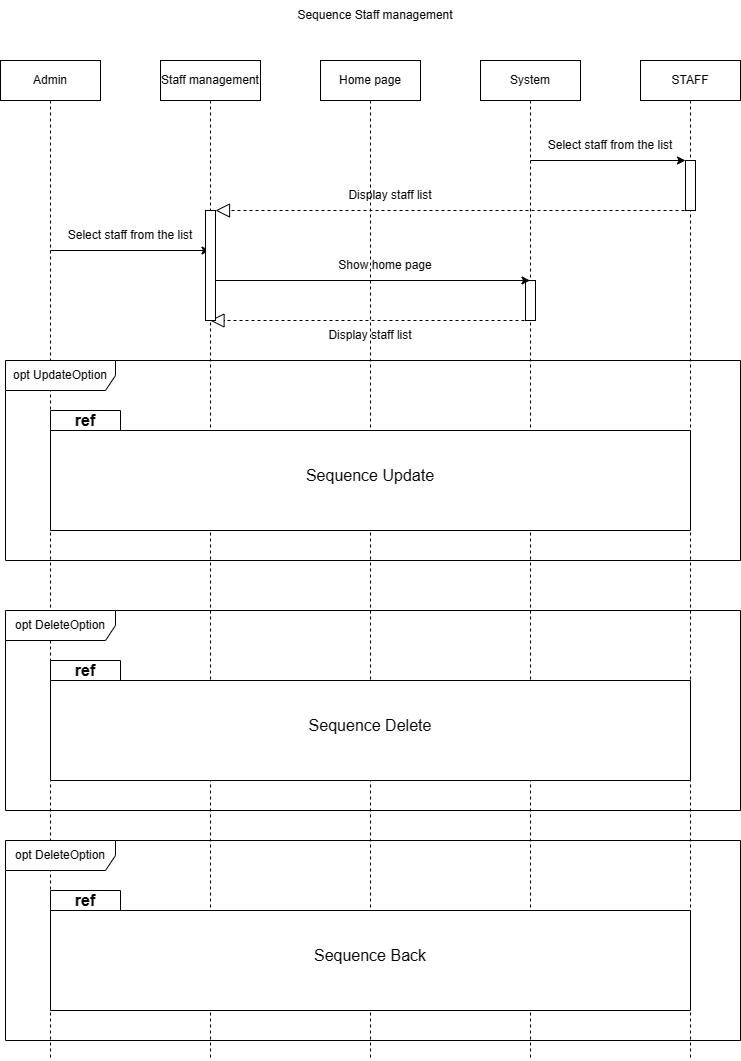 Sequence Staff management
Admin
Staff management
Home page
System
STAFF
Select staff from the list
Display staff list
Select staff from the list
Show home page
Display staff list
opt UpdateOption
ref
Sequence Update
opt DeleteOption
ref
Sequence Delete
opt DeleteOption
ref
Sequence Back